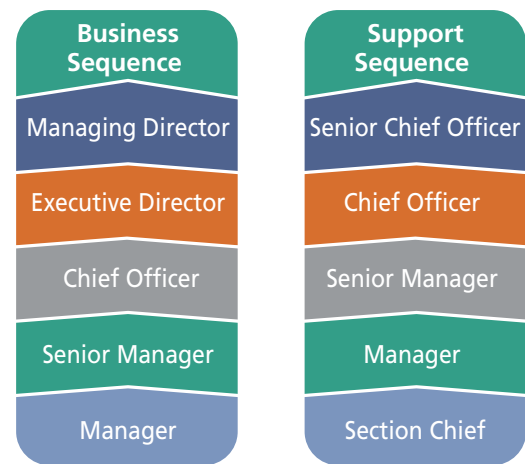 Business
Sequence
Managing Director
Executive Director
Chief Officer
Senior Manager
Manager
Support
Sequence
Senior Chief Officer
Chief Officer
Senior Manager
Manager
Section Chief